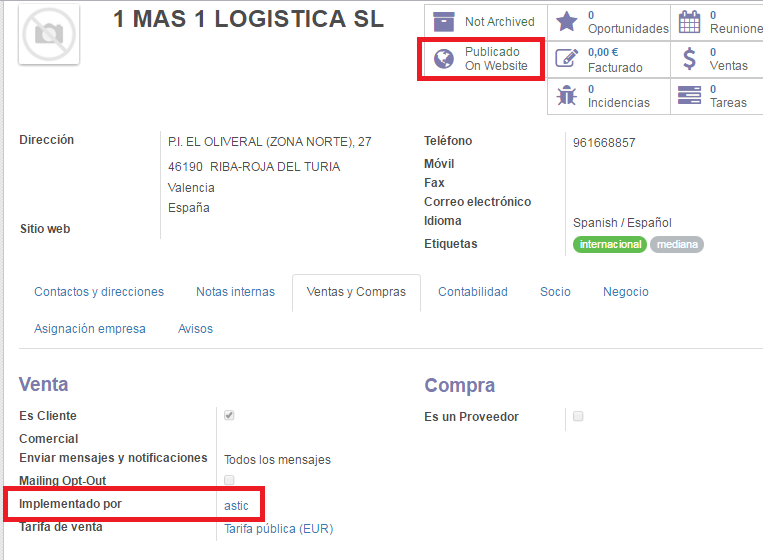 1 MAS 1 LOGISTICA SL
Not Archived
0
Oportunidades
0
Reunione
Publicado
On Website
0,00 €
Facturado
0
Ventas
0
Incidencias
0
Tareas
Dirección
P.I. EL OLIVERAL (ZONA NORTE), 27
46190 RIBA-ROJA DEL TURIA
Valencia
España
Sitio web
Teléfono
961668857
Móvil
Fax
Correo electrónico
Idioma
Spanish / Español
Etiquetas
internacional mediana
Contactos y direcciones Notas internas Ventas y Compras Contabilidad Socio Negocio
Asignación empresa Avisos
Venta
Es Cliente
Comercial
Enviar mensajes y notificaciones Todos los mensajes
Mailing Opt-Out
Implementado por astic
Tarifa de venta Tarifa pública (EUR)
Compra
Es un Proveedor